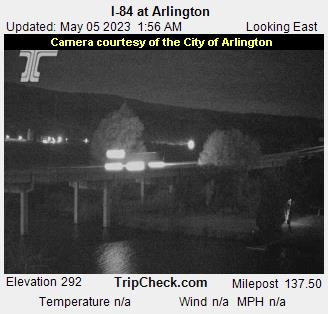 I-84 at Arlington
Updated: May 05 2023 1:56 AM Looking East
Camera courtesy of the City of Arlington
Elevation 292 TripCheck.com Milepost 137.50
Temperature n/a Wind n/a MPH n/a